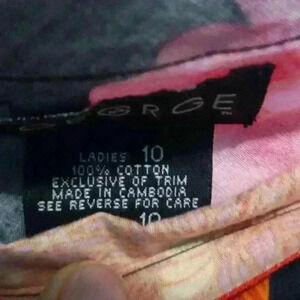 GEORGE
LADIES 10
100% COTTON
EXCLUSIVE OF TRIM
MADE IN CAMBODIA
SEE REVERSE FOR CARE
10